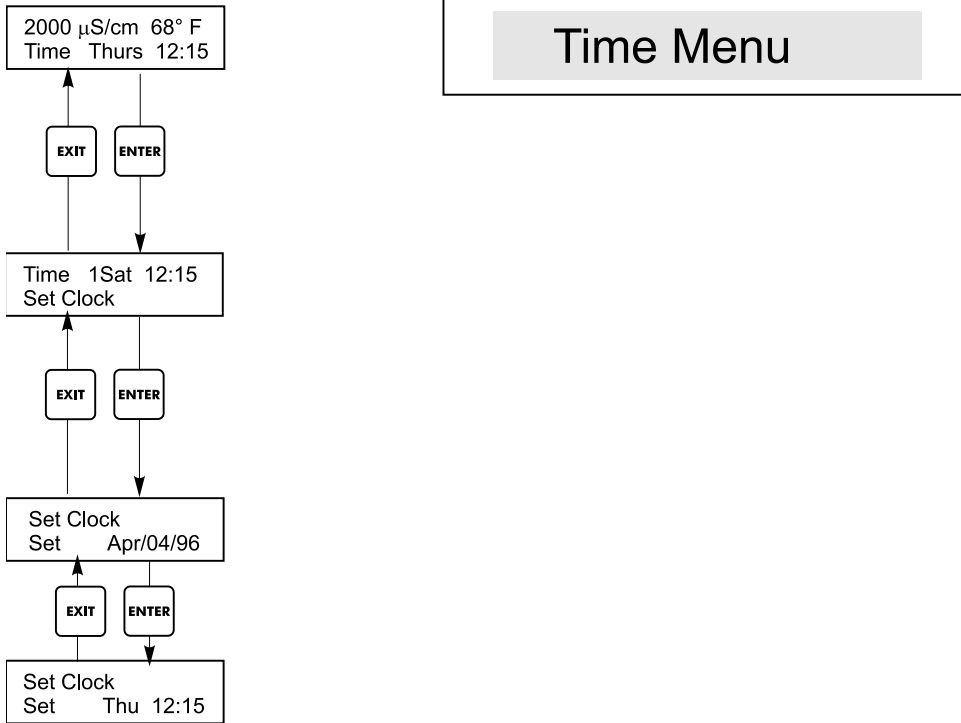 2000 μS/cm 68° F
Time Thurs 12:15
Time Menu
EXIT ENTER
Time 1Sat 12:15
Set Clock
EXIT ENTER
Set Clock
Set Apr/04/96
EXIT ENTER
Set Clock
Set Thu 12:15